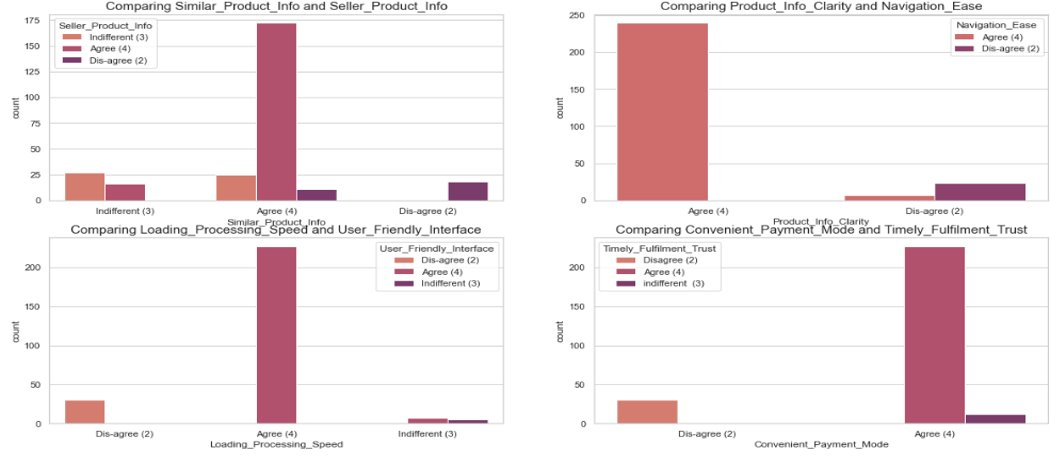 Comparing Similar_Product_Info and Seller_Product_Info
175
150
125
100
75
50
25
0
count
Seller_Product_Info
Indifferent (3)
Agree (4)
Dis-agree (2)
Indifferent (3)
Agree (4)
Dis-agree (2)
Similar_Product_Info
Comparing Product_Info_Clarity and Navigation_Ease
250
200
150
100
50
0
count
Navigation_Ease
Agree (4)
Dis-agree (2)
Agree (4)
Dis-agree (2)
Product_Info_Clarity
Comparing Loading_Processing_Speed and User_Friendly_Interface
200
150
100
50
0
count
User_Friendly_Interface
Dis-agree (2)
Agree (4)
Indifferent (3)
Dis-agree (2)
Agree (4)
Indifferent (3)
Loading_Processing_Speed
Comparing Convenient_Payment_Mode and Timely_Fulfilment_Trust
200
150
100
50
0
count
Timely_Fulfilment_Trust
Disagree (2)
Agree (4)
indifferent (3)
Dis-agree (2)
Agree (4)
Convenient_Payment_Mode